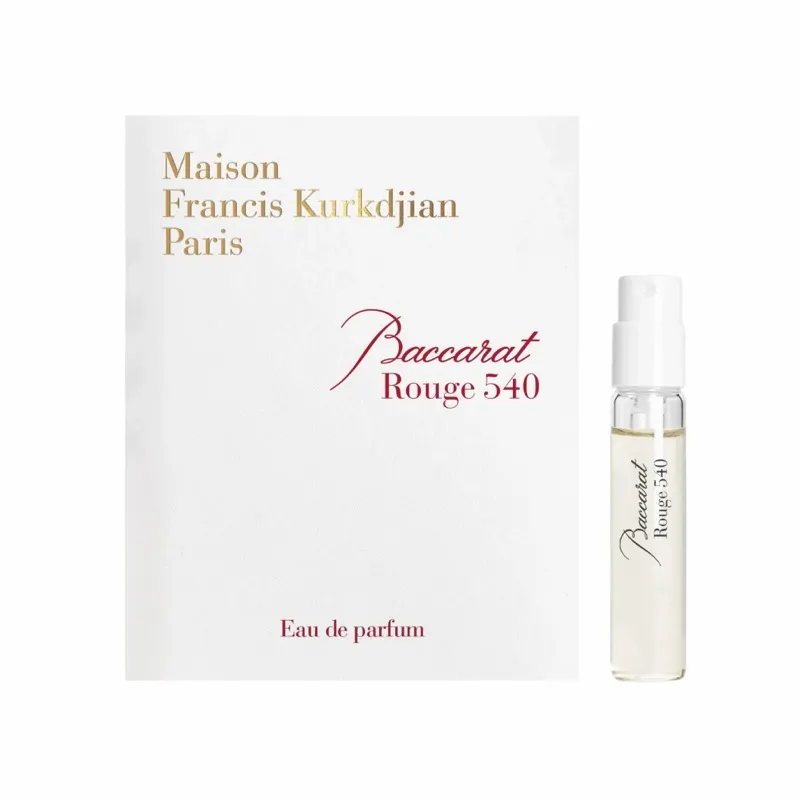 Maison
Francis Kurkdjian
Paris
Baccarat
Rouge 540
Eau de parfum
Baccarat
Rouge 540